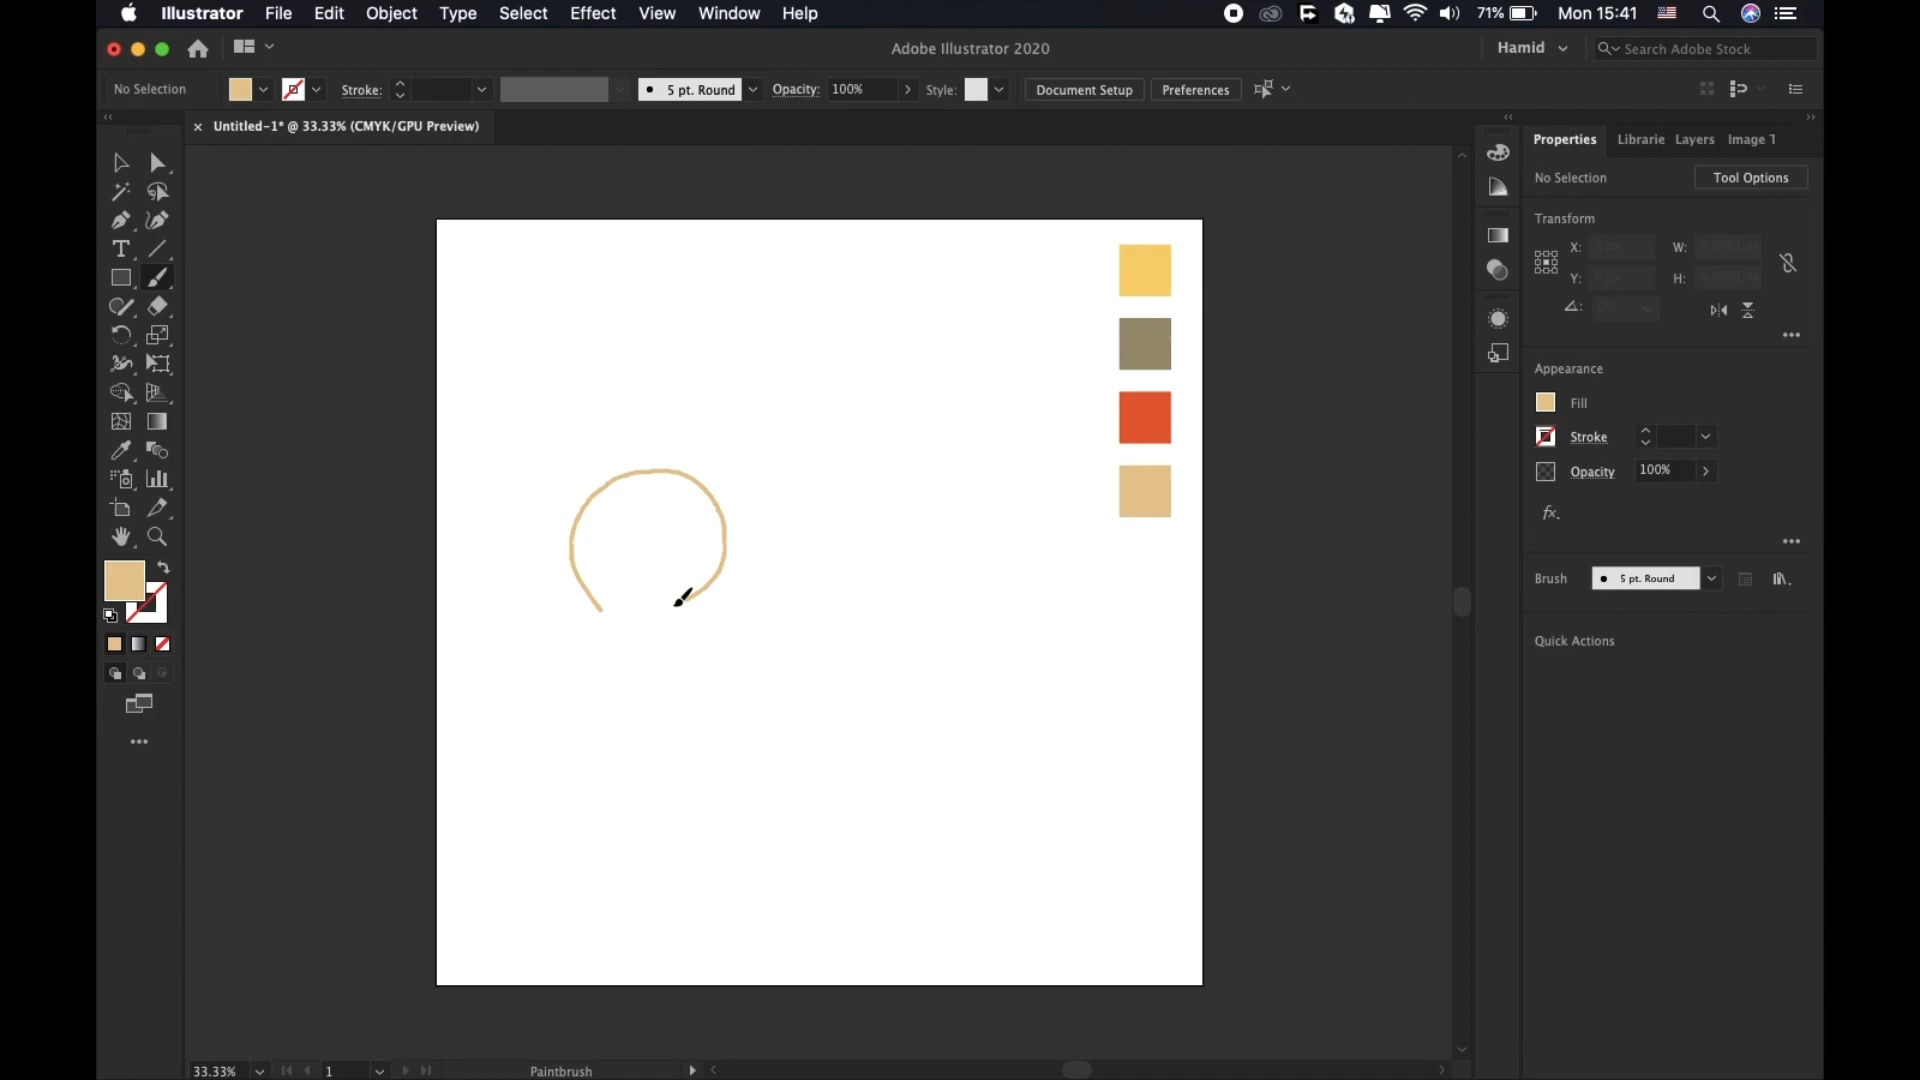 Illustrator File Edit Object Type Select Effect View Window Help 71% Mon 15:41
Adobe Illustrator 2020 Hamid Search Adobe Stock
No Selection Stroke: 5 pt. Round Opacity: 100% Style: Document Setup Preferences
Untitled-1* @ 33.33% (CMYK/GPU Preview)
Properties Librarie Layers Image T
No Selection Tool Options
Transform
X: W:
Y: H:
Appearance
Fill
Stroke
Opacity 100%
fx.
Brush 5 pt. Round
Quick Actions
33.33% 1 Paintbrush